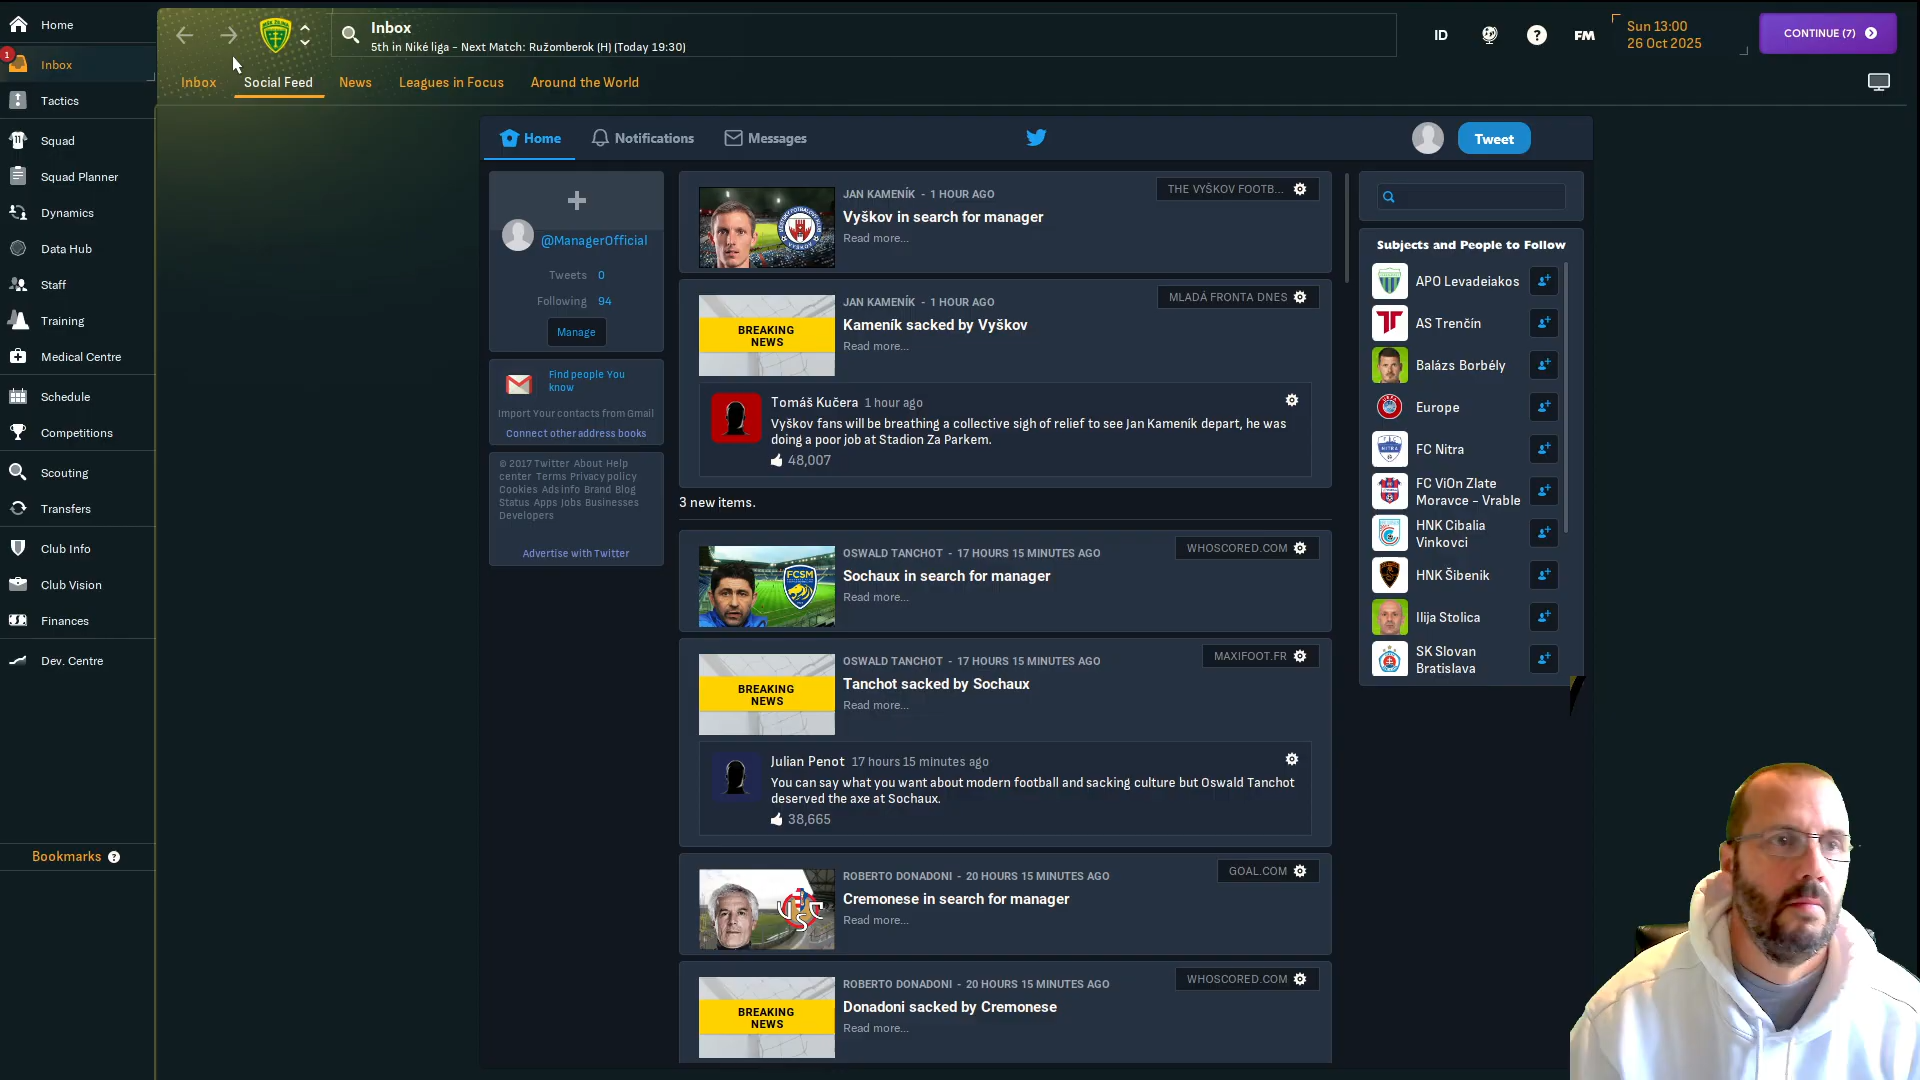 Home
Inbox
5th in Niké liga - Next Match: Ružomberok (H) (Today 19:30)
ID
FM
Sun 13:00
26 Oct 2025
CONTINUE (7)
1
Inbox
Inbox
Social Feed
News
Leagues in Focus
Around the World
Tactics
Squad
Squad Planner
Dynamics
Data Hub
Staff
Training
Medical Centre
Schedule
Competitions
Scouting
Transfers
Club Info
Club Vision
Finances
Dev. Centre
Bookmarks ?
Home
Notifications
Messages
Tweet
@ManagerOfficial
Tweets 0
Following 94
Manage
Find people You
know
Import Your contacts from Gmail
Connect other address books
© 2017 Twitter About Help
center Terms Privacy policy
Cookies Ads info Brand Blog
Status Apps Jobs Businesses
Developers
Advertise with Twitter
JAN KAMENÍK - 1 HOUR AGO
THE VYŠKOV FOOTB...
Vyškov in search for manager
Read more...
JAN KAMENÍK - 1 HOUR AGO
MLADÁ FRONTA DNES
BREAKING
NEWS
Kameník sacked by Vyškov
Read more...
Tomáš Kučera 1 hour ago
Vyškov fans will be breathing a collective sigh of relief to see Jan Kameník depart, he was
doing a poor job at Stadion Za Parkem.
48,007
3 new items.
OSWALD TANCHOT - 17 HOURS 15 MINUTES AGO
WHOSCORED.COM
FCSM
Sochaux in search for manager
Read more...
OSWALD TANCHOT - 17 HOURS 15 MINUTES AGO
MAXIFOOT.FR
BREAKING
NEWS
Tanchot sacked by Sochaux
Read more...
Julian Penot 17 hours 15 minutes ago
You can say what you want about modern football and sacking culture but Oswald Tanchot
deserved the axe at Sochaux.
38,665
ROBERTO DONADONI - 20 HOURS 15 MINUTES AGO
GOAL.COM
Cremonese in search for manager
Read more...
ROBERTO DONADONI - 20 HOURS 15 MINUTES AGO
WHOSCORED.COM
BREAKING
NEWS
Donadoni sacked by Cremonese
Read more...
Subjects and People to Follow
APO Levadeiakos
AS Trenčín
Balázs Borbély
Europe
FC Nitra
FC ViOn Zlate
Moravce - Vrable
HNK Cibalia
Vinkovci
HNK Šibenik
Ilija Stolica
SK Slovan
Bratislava